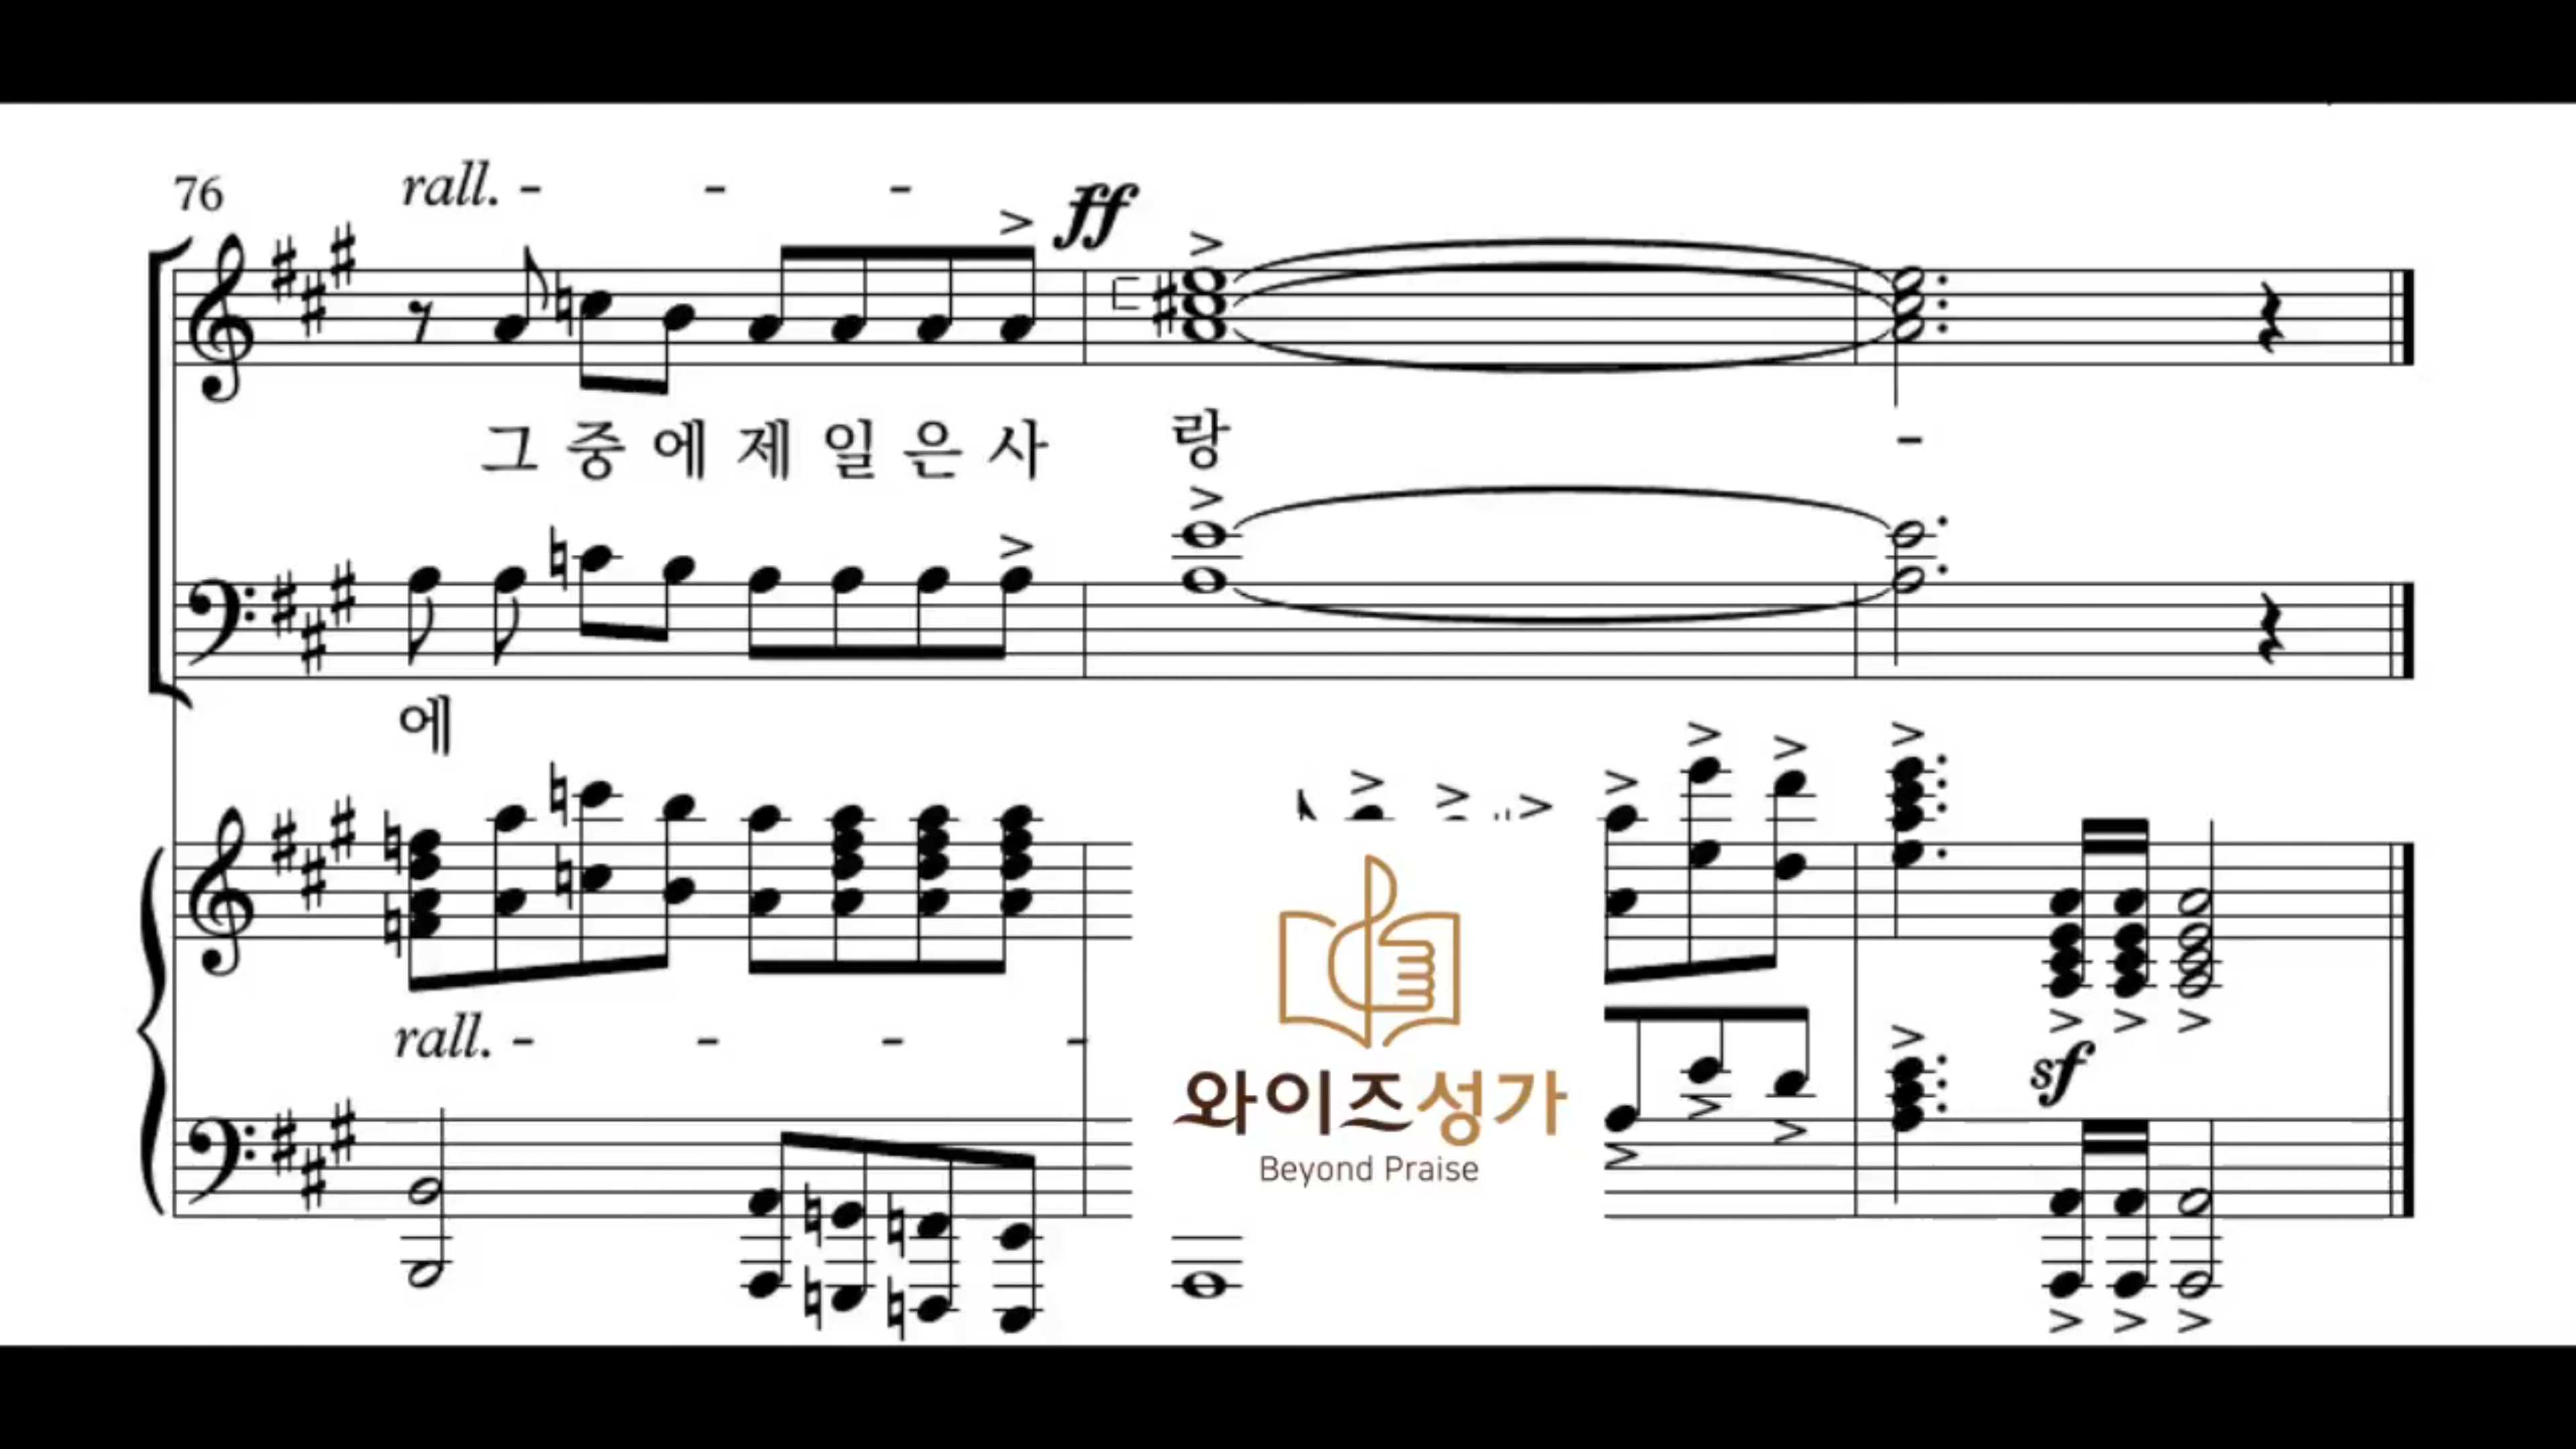 76
rall. - - -
ff
그 중 에 제 일 은 사 랑 -
에
rall. - - - -
sf
와이즈성가
Beyond Praise